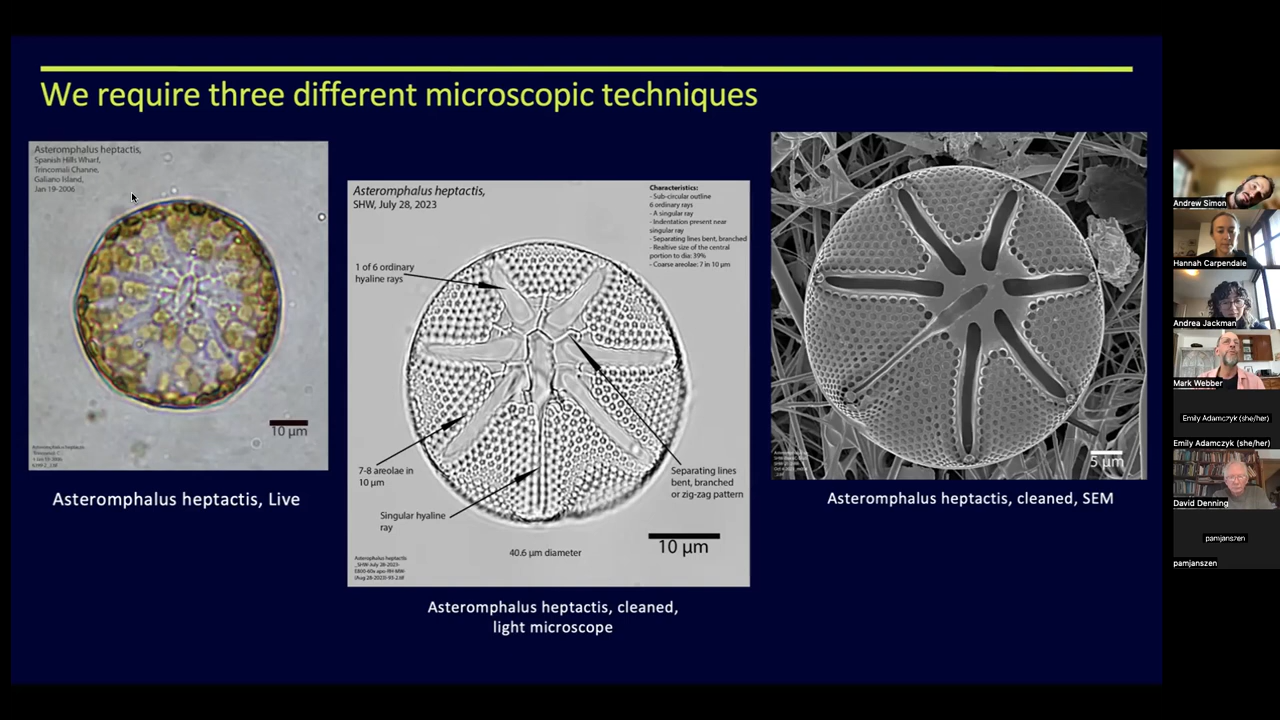 We require three different microscopic techniques
Asteromphalus heptactis,
Spanish Hills Wharf,
Trincomali Channe,
Galiano Island,
Jan 19-2006
10 µm
Asteromphalus heptactis, Live
Asteromphalus heptactis,
SHW, July 28, 2023
Characteristics:
- Sub-circular outline
6 ordinary rays
- A singular ray
- Indentation present near
singular ray
- Separating lines bent, branched
- Realtive size of the central
portion to dia: 39%
- Coarse areolae: 7 in 10 µm
1 of 6 ordinary
hyaline rays
7-8 areolae in
10 µm
Singular hyaline
ray
Separating lines
bent, branched
or zig-zag pattern
40.6 µm diameter
10 µm
Asteromphalus heptactis, cleaned,
light microscope
5 µm
Asteromphalus heptactis, cleaned, SEM
Andrew Simon
Hannah Carpendale
Andrea Jackman
Mark Webber
Emily Adamczyk (she/her)
Emily Adamczyk (she/her)
David Denning
pamjanszen
pamjanszen